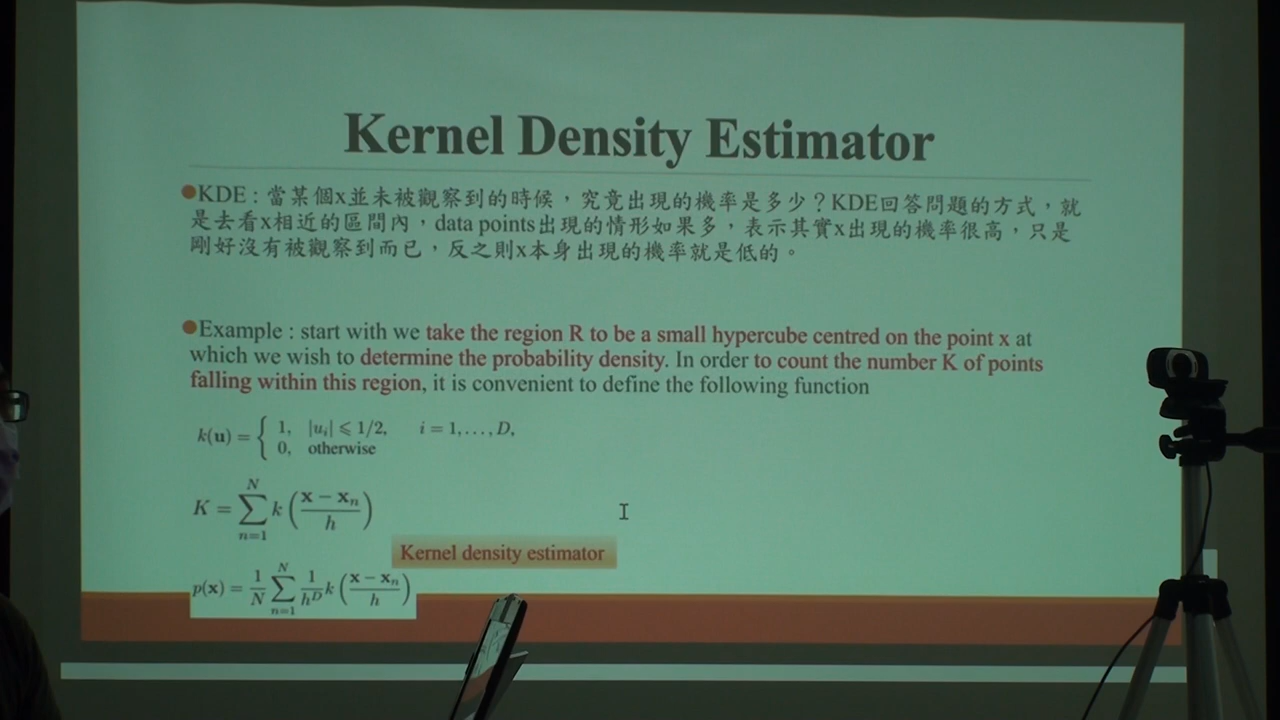 Kernel Density Estimator
●KDE : 當某個x並未被觀察到的時候，究竟出現的機率是多少？KDE回答問題的方式，就
是去看x相近的區間內，data points出現的情形如果多，表示其實x出現的機率很高，只是
剛好沒有被觀察到而已，反之則x本身出現的機率就是低的。
●Example : start with we take the region R to be a small hypercube centred on the point x at
which we wish to determine the probability density. In order to count the number K of points
falling within this region, it is convenient to define the following function
k(u) = { 1, |uᵢ| ⩽ 1/2, i = 1,…,D,
0, otherwise
K = ∑_{n=1}^{N} k((x − xₙ)/h)
Kernel density estimator
p(x) = 1/N ∑_{n=1}^{N} 1/h^D k((x − xₙ)/h)